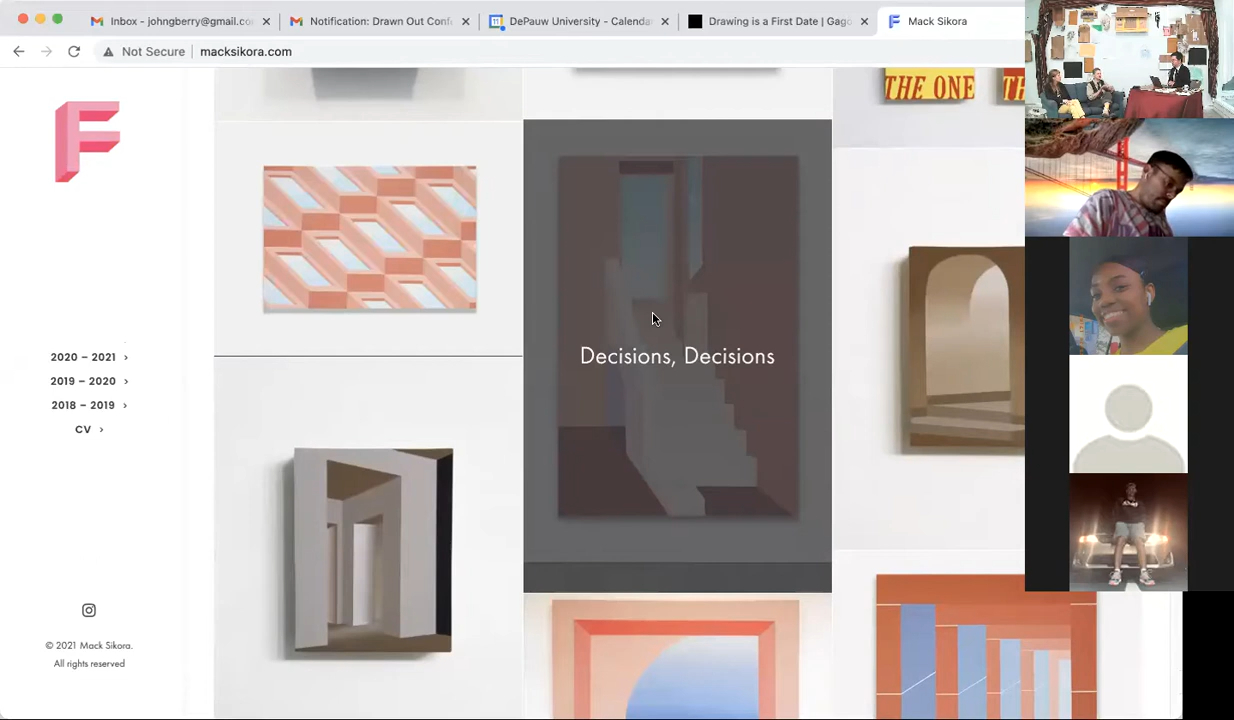 Inbox - johngberry@gmail.co
Notification: Drawn Out Conf
DePauw University - Calenda
Drawing is a First Date | Gago
Mack Sikora
Not Secure
macksikora.com
F
THE ONE
2020 – 2021 ›
2019 – 2020 ›
2018 – 2019 ›
CV ›
Decisions, Decisions
© 2021 Mack Sikora.
All rights reserved